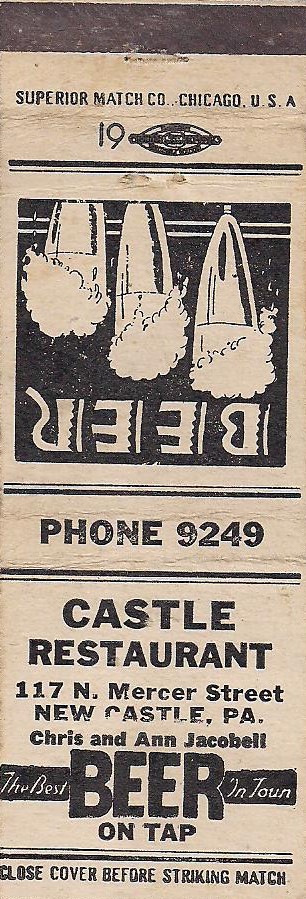 SUPERIOR MATCH CO., CHICAGO, U.S.A
19
BEER
PHONE 9249
CASTLE
RESTAURANT
117 N. Mercer Street
NEW CASTLE, PA.
Chris and Ann Jacobell
The Best BEER In Town
ON TAP
CLOSE COVER BEFORE STRIKING MATCH